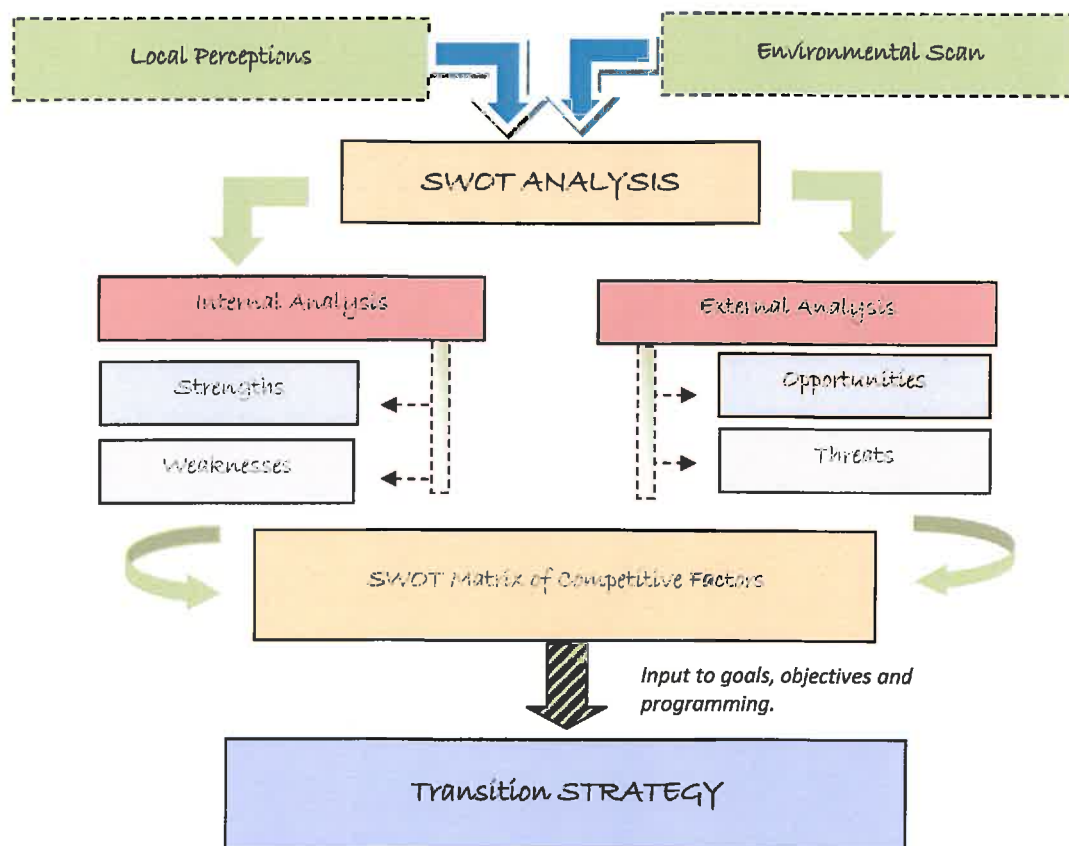 Local Perceptions
Environmental Scan
SWOT ANALYSIS
Internal Analysis
External Analysis
Strengths
Opportunities
Weaknesses
Threats
SWOT Matrix of Competitive Factors
Input to goals, objectives and
programming.
Transition STRATEGY